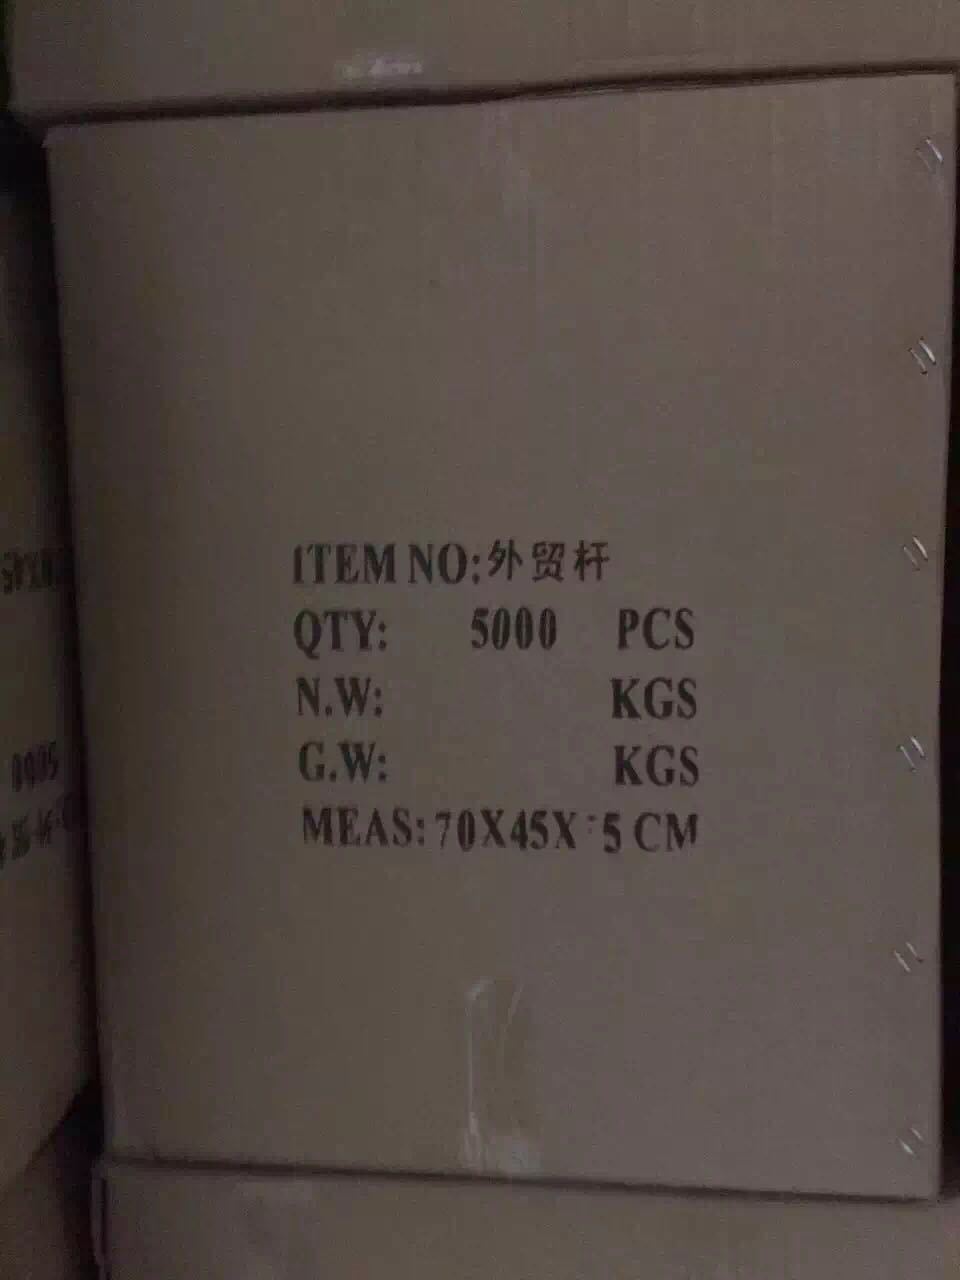 ITEM NO:外贸杆
QTY: 5000 PCS
N.W: KGS
G.W: KGS
MEAS:70X45X 5 CM